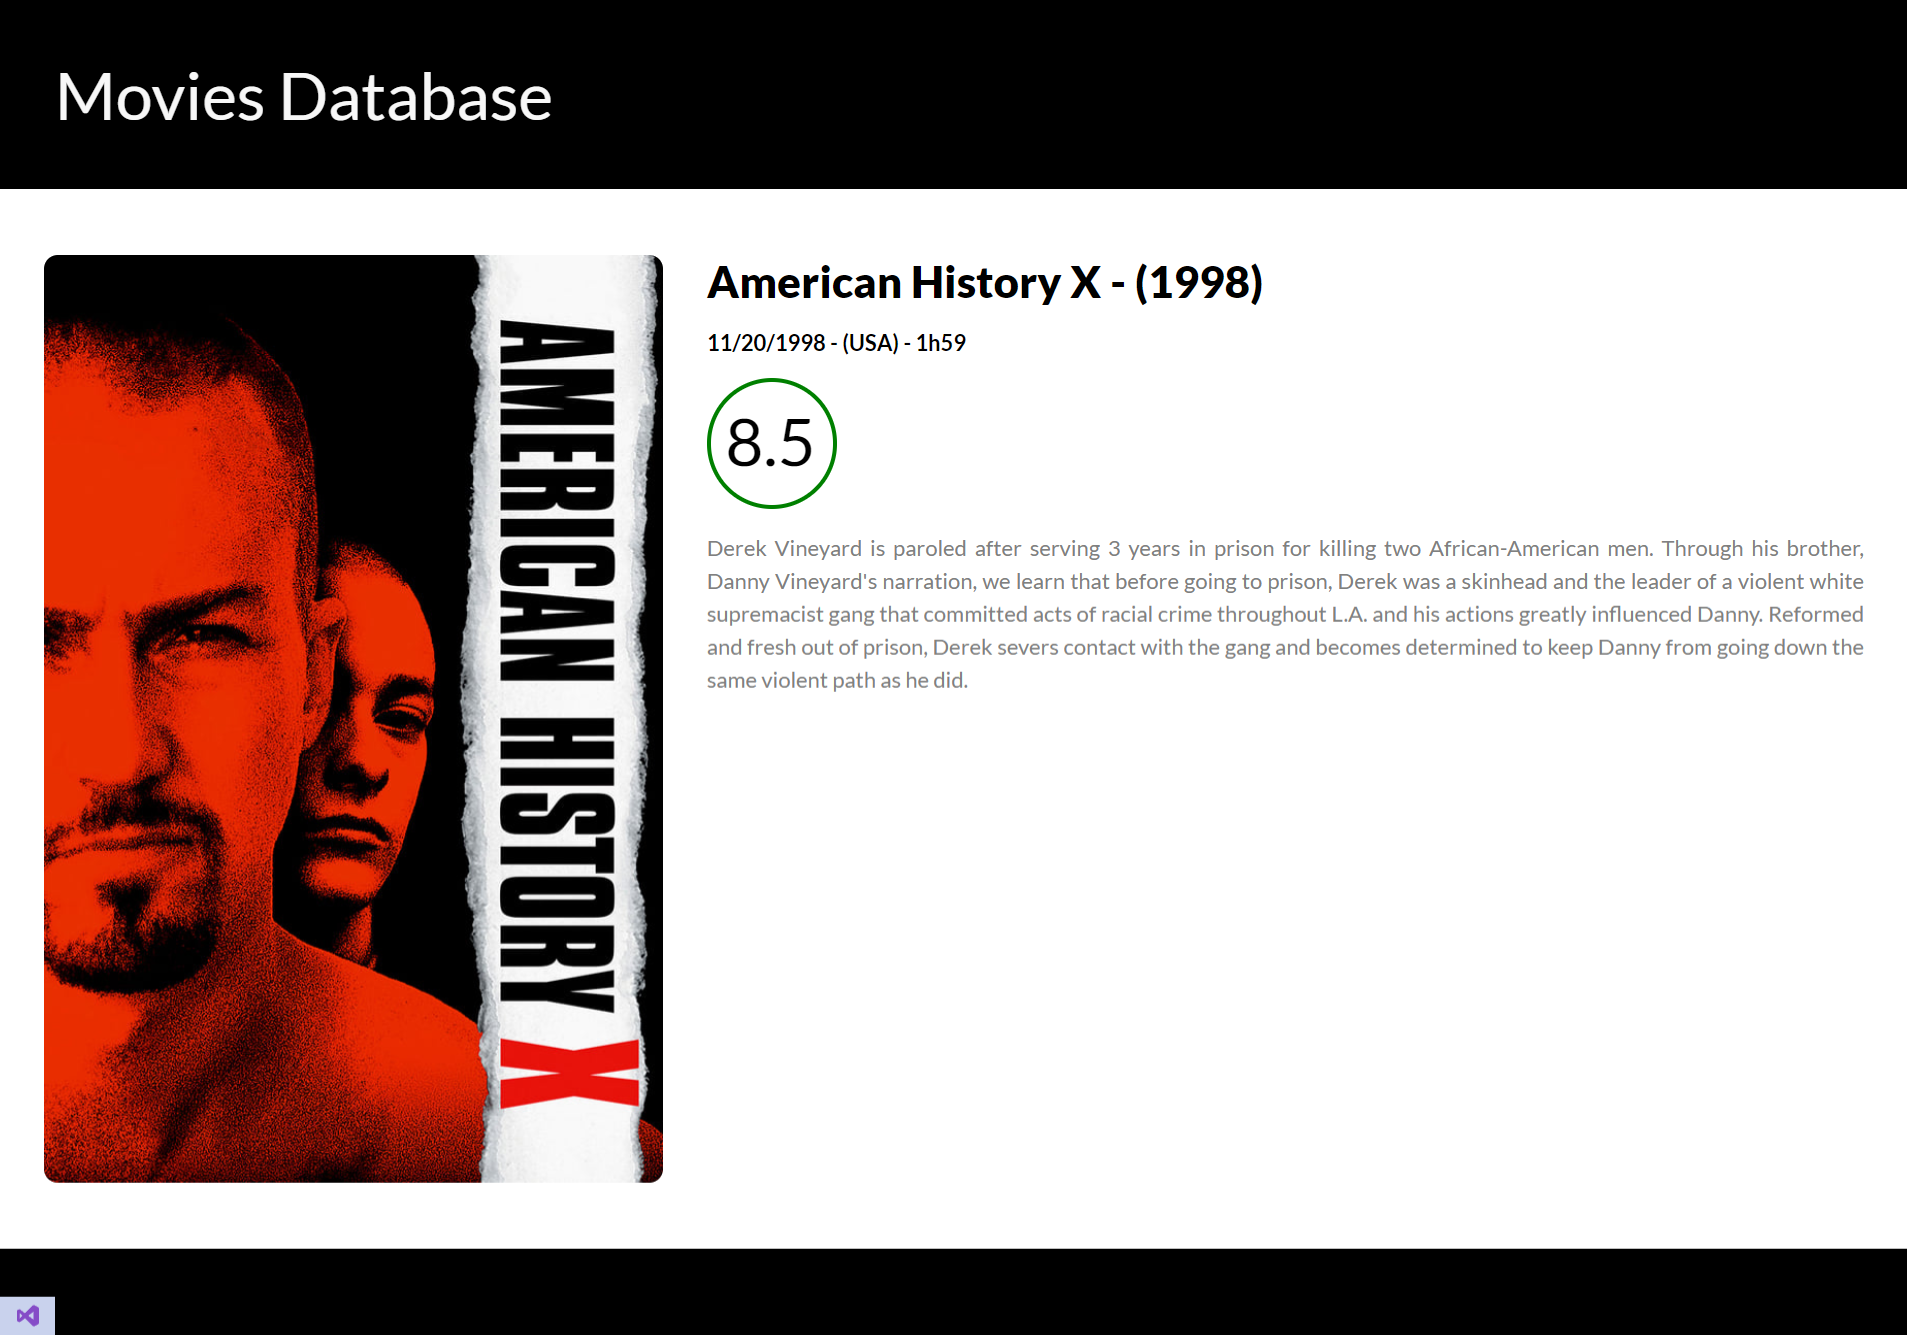 Movies Database
AMERICAN HISTORY X
American History X - (1998)
11/20/1998 - (USA) - 1h59
8.5
Derek Vineyard is paroled after serving 3 years in prison for killing two African-American men. Through his brother,
Danny Vineyard's narration, we learn that before going to prison, Derek was a skinhead and the leader of a violent white
supremacist gang that committed acts of racial crime throughout L.A. and his actions greatly influenced Danny. Reformed
and fresh out of prison, Derek severs contact with the gang and becomes determined to keep Danny from going down the
same violent path as he did.